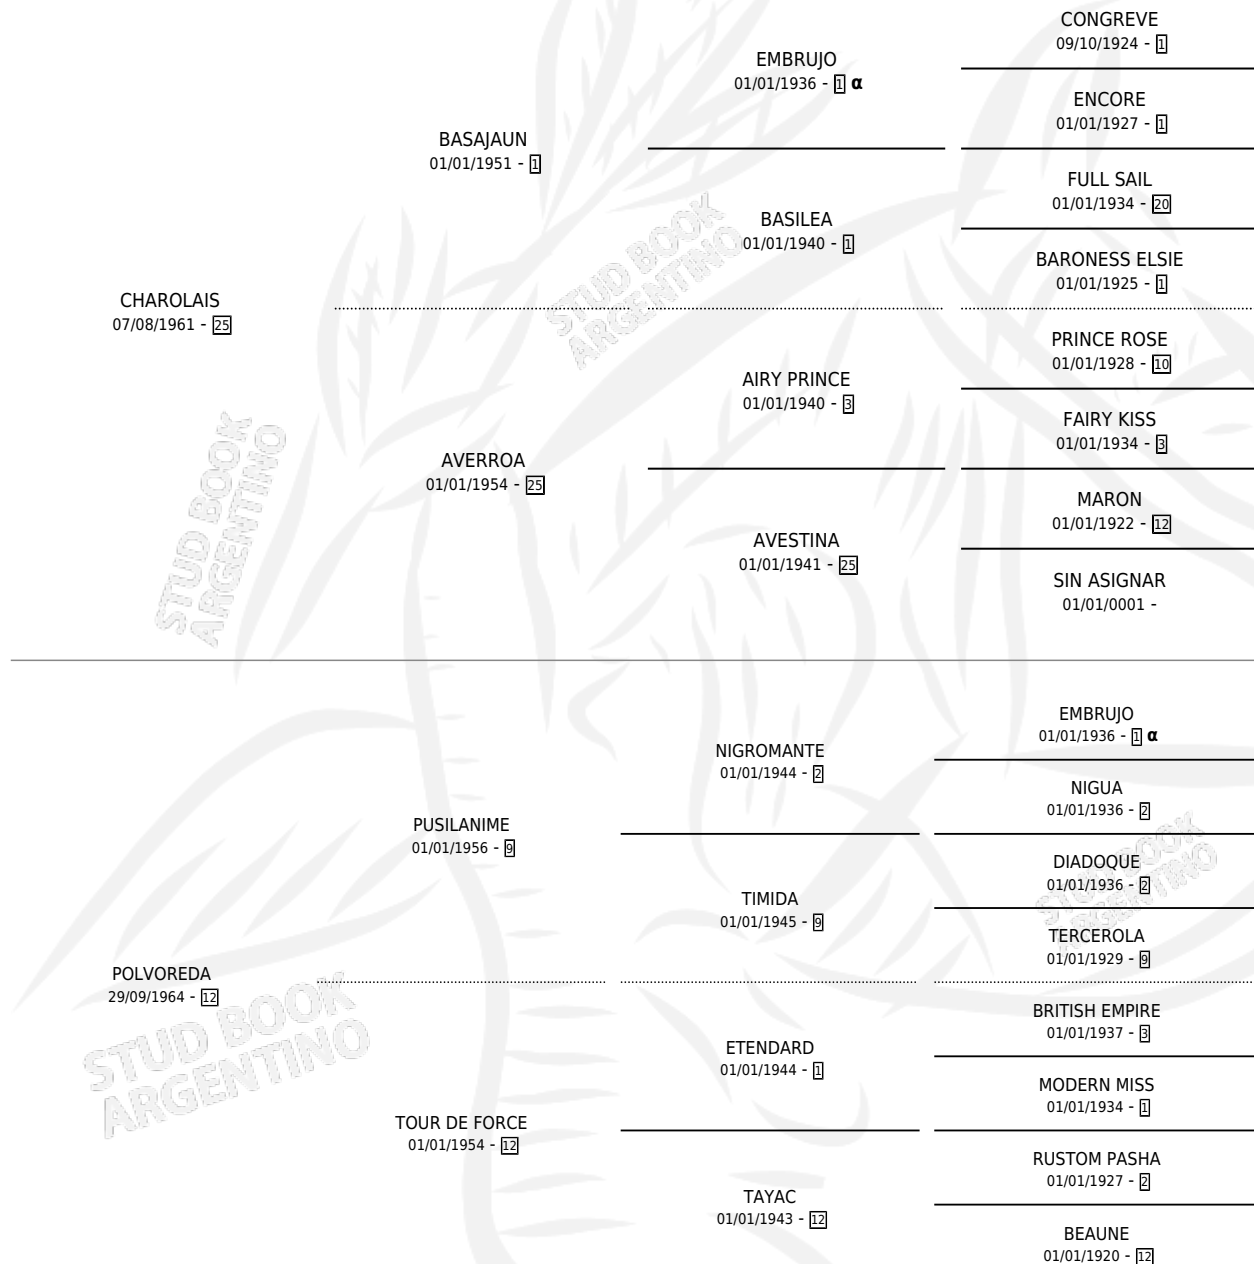 CONGREVE
09/10/1924 - 1
EMBRUJO
01/01/1936 - 1 α
ENCORE
01/01/1927 - 1
BASAJAUN
01/01/1951 - 1
FULL SAIL
01/01/1934 - 20
BASILEA
01/01/1940 - 1
BARONESS ELSIE
01/01/1925 - 1
STUD BOOK
ARGENTINO
CHAROLAIS
07/08/1961 - 25
PRINCE ROSE
01/01/1928 - 10
AIRY PRINCE
01/01/1940 - 3
FAIRY KISS
01/01/1934 - 3
AVERROA
01/01/1954 - 25
MARON
01/01/1922 - 12
AVESTINA
01/01/1941 - 25
SIN ASIGNAR
01/01/0001 -
STUD BOOK
ARGENTINO
EMBRUJO
01/01/1936 - 1 α
NIGROMANTE
01/01/1944 - 2
NIGUA
01/01/1936 - 2
PUSILANIME
01/01/1956 - 9
DIADOQUE
01/01/1936 - 2
STUD BOOK
ARGENTINO
TIMIDA
01/01/1945 - 9
TERCEROLA
01/01/1929 - 9
POLVOREDA
29/09/1964 - 12
STUD BOOK
ARGENTINO
BRITISH EMPIRE
01/01/1937 - 3
ETENDARD
01/01/1944 - 1
MODERN MISS
01/01/1934 - 1
TOUR DE FORCE
01/01/1954 - 12
RUSTOM PASHA
01/01/1927 - 2
TAYAC
01/01/1943 - 12
BEAUNE
01/01/1920 - 12